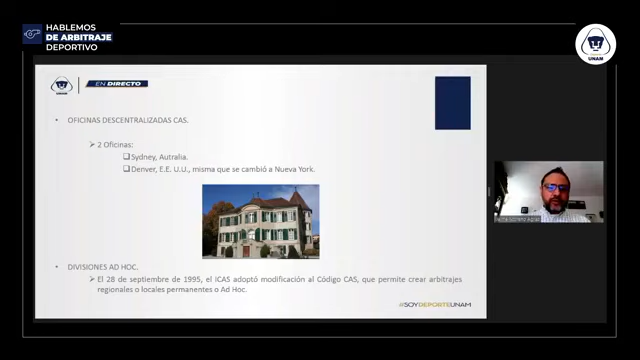 HABLEMOS
DE ARBITRAJE
DEPORTIVO
UNAM
UNAM
EN DIRECTO
• OFICINAS DESCENTRALIZADAS CAS.
➢ 2 Oficinas:
❑ Sydney, Autralia.
❑ Denver, E.E. U.U., misma que se cambió a Nueva York.
• DIVISIONES AD HOC.
➢ El 28 de septiembre de 1995, el ICAS adoptó modificación al Código CAS, que permite crear arbitrajes
regionales o locales permanentes o Ad Hoc.
#SOYDEPORTEUNAM